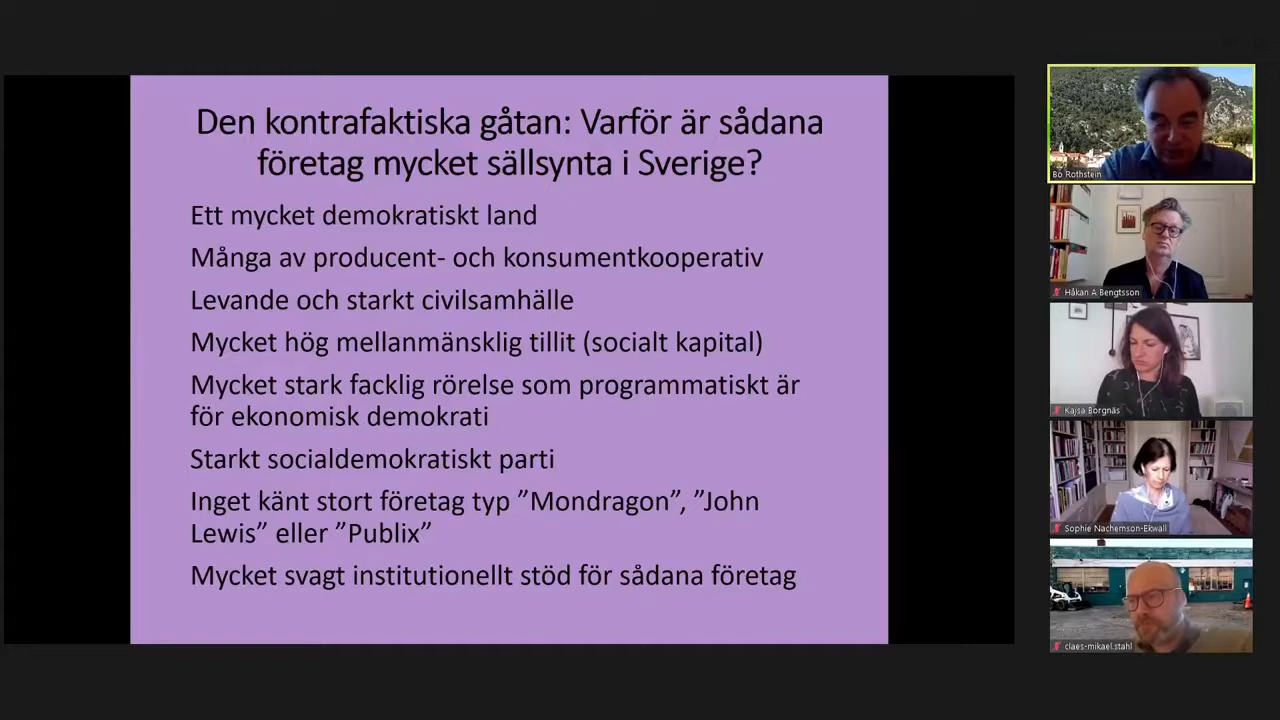 Den kontrafaktiska gåtan: Varför är sådana
företag mycket sällsynta i Sverige?
Ett mycket demokratiskt land
Många av producent- och konsumentkooperativ
Levande och starkt civilsamhälle
Mycket hög mellanmänsklig tillit (socialt kapital)
Mycket stark facklig rörelse som programmatiskt är
för ekonomisk demokrati
Starkt socialdemokratiskt parti
Inget känt stort företag typ ”Mondragon”, ”John
Lewis” eller ”Publix”
Mycket svagt institutionellt stöd för sådana företag
Bo Rothstein
Håkan A Bengtsson
Kajsa Borgnäs
Sophie Nachemson-Ekwall
claes-mikael.stahl